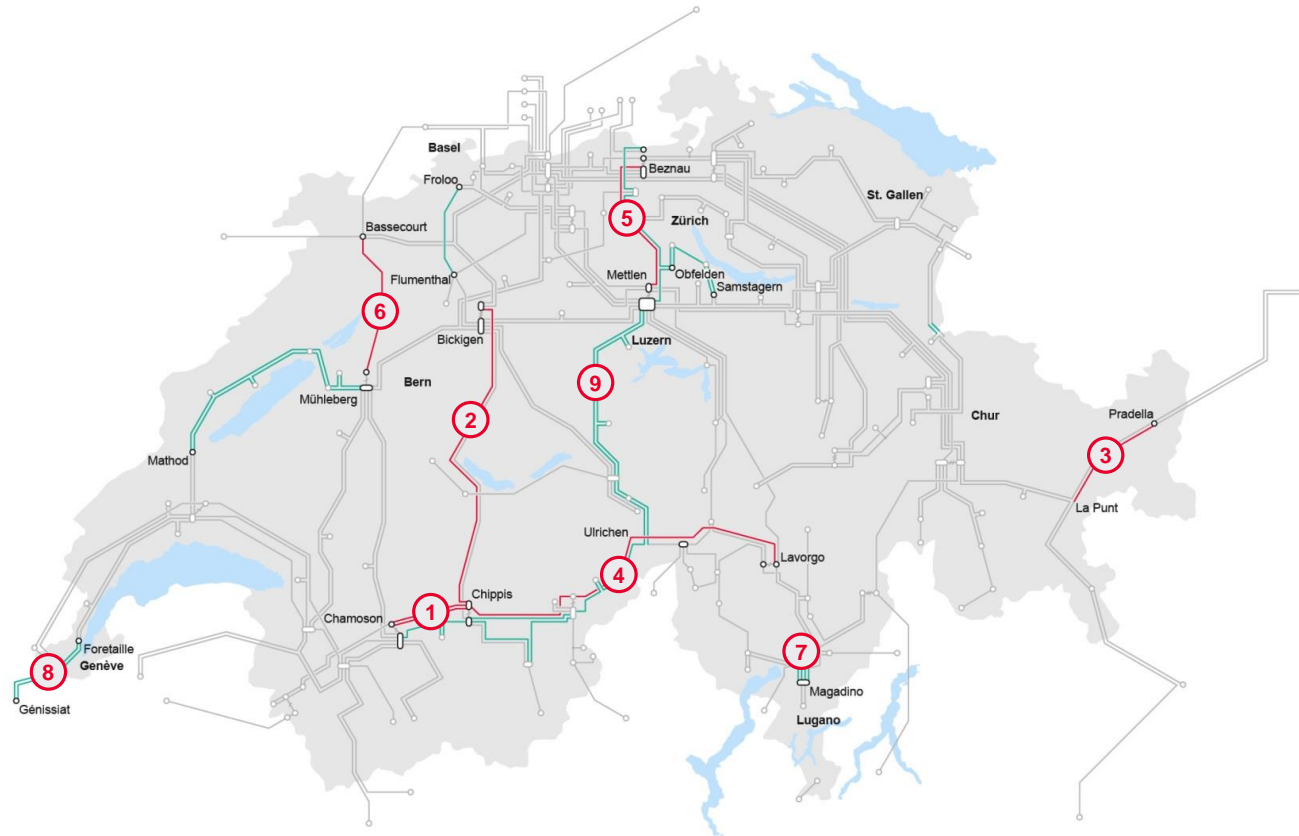 Basel
Froloo
Beznau
St. Gallen
5
Zürich
Bassecourt
Flumenthal
Mettlen
Obfelden
Samstagern
6
Bickigen
Luzern
Bern
Mühleberg
9
2
Chur
Pradella
3
Mathod
La Punt
Ulrichen
Lavorgo
4
Chippis
1
Chamoson
Foretaille
Genève
8
Génissiat
7
Magadino
Lugano